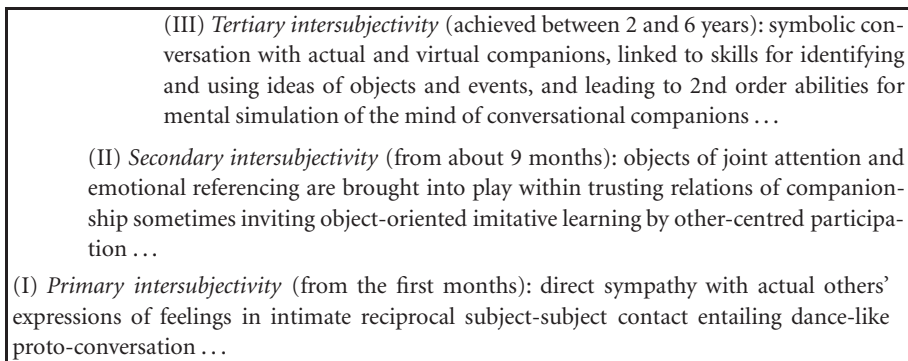 (III) Tertiary intersubjectivity (achieved between 2 and 6 years): symbolic con-
versation with actual and virtual companions, linked to skills for identifying
and using ideas of objects and events, and leading to 2nd order abilities for
mental simulation of the mind of conversational companions ...
(II) Secondary intersubjectivity (from about 9 months): objects of joint attention and
emotional referencing are brought into play within trusting relations of companion-
ship sometimes inviting object-oriented imitative learning by other-centred participa-
tion ...
(I) Primary intersubjectivity (from the first months): direct sympathy with actual others’
expressions of feelings in intimate reciprocal subject-subject contact entailing dance-like
proto-conversation ...